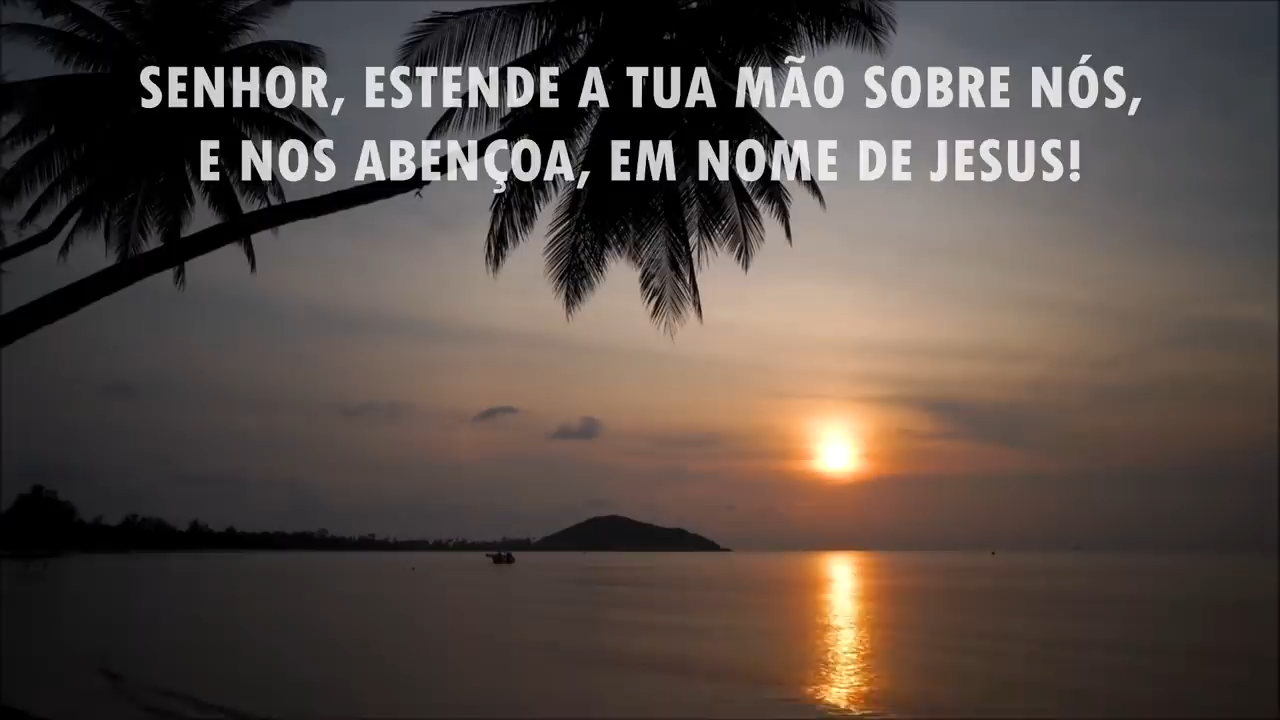 SENHOR, ESTENDE A TUA MÃO SOBRE NÓS,
E NOS ABENÇOA, EM NOME DE JESUS!